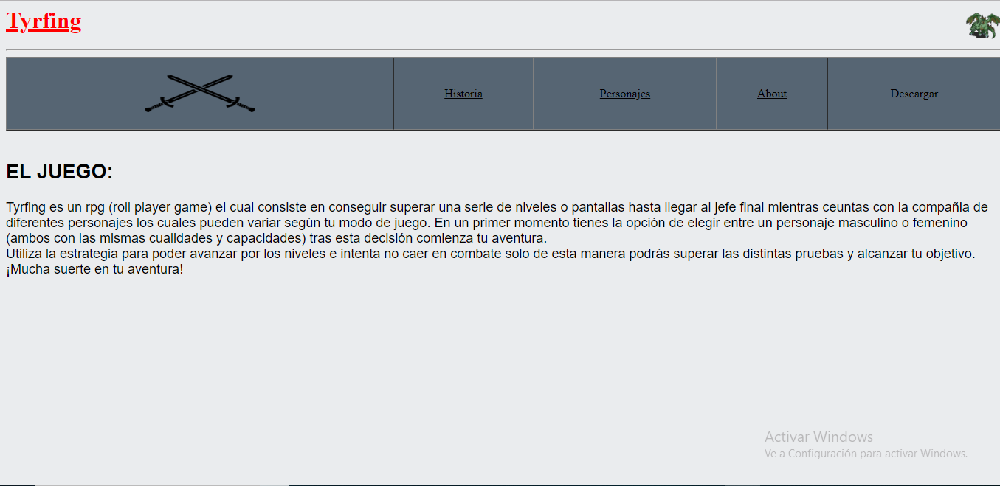 Tyrfing
Historia
Personajes
About
Descargar
EL JUEGO:
Tyrfing es un rpg (roll player game) el cual consiste en conseguir superar una serie de niveles o pantallas hasta llegar al jefe final mientras ceuntas con la compañia de
diferentes personajes los cuales pueden variar según tu modo de juego. En un primer momento tienes la opción de elegir entre un personaje masculino o femenino
(ambos con las mismas cualidades y capacidades) tras esta decisión comienza tu aventura.
Utiliza la estrategia para poder avanzar por los niveles e intenta no caer en combate solo de esta manera podrás superar las distintas pruebas y alcanzar tu objetivo.
¡Mucha suerte en tu aventura!
Activar Windows
Ve a Configuración para activar Windows.